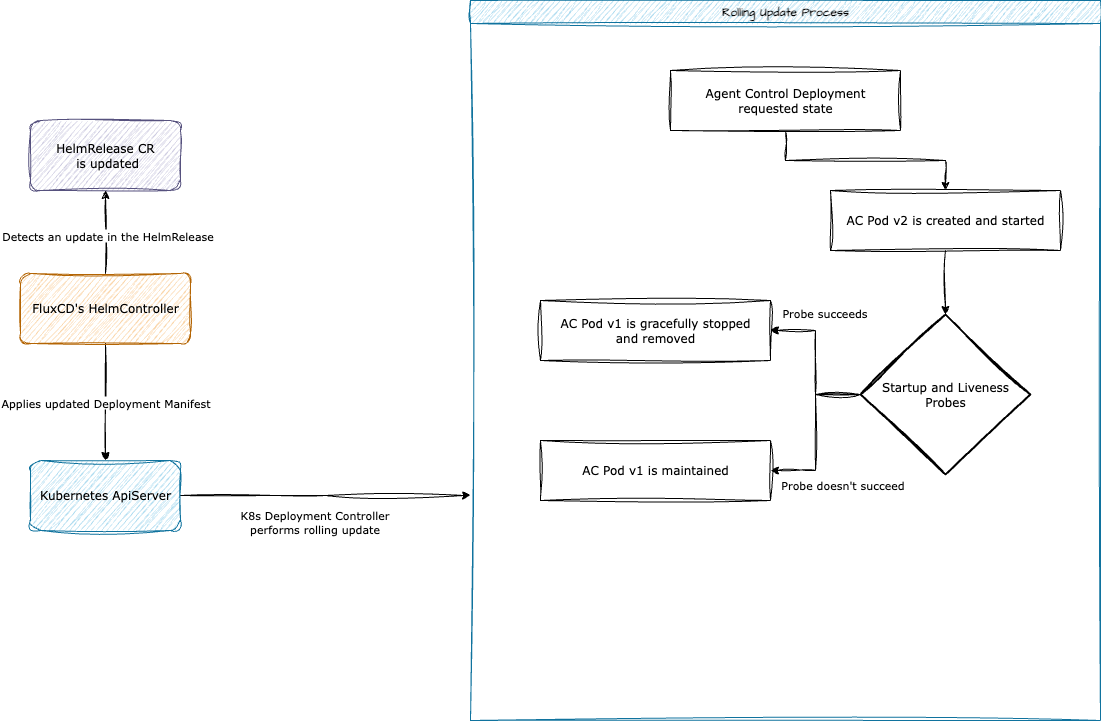 Rolling Update Process
Agent Control Deployment
requested state
HelmRelease CR
is updated
AC Pod v2 is created and started
Detects an update in the HelmRelease
FluxCD's HelmController
Probe succeeds
AC Pod v1 is gracefully stopped
and removed
Startup and Liveness
Probes
Applies updated Deployment Manifest
AC Pod v1 is maintained
Probe doesn't succeed
Kubernetes ApiServer
K8s Deployment Controller
performs rolling update